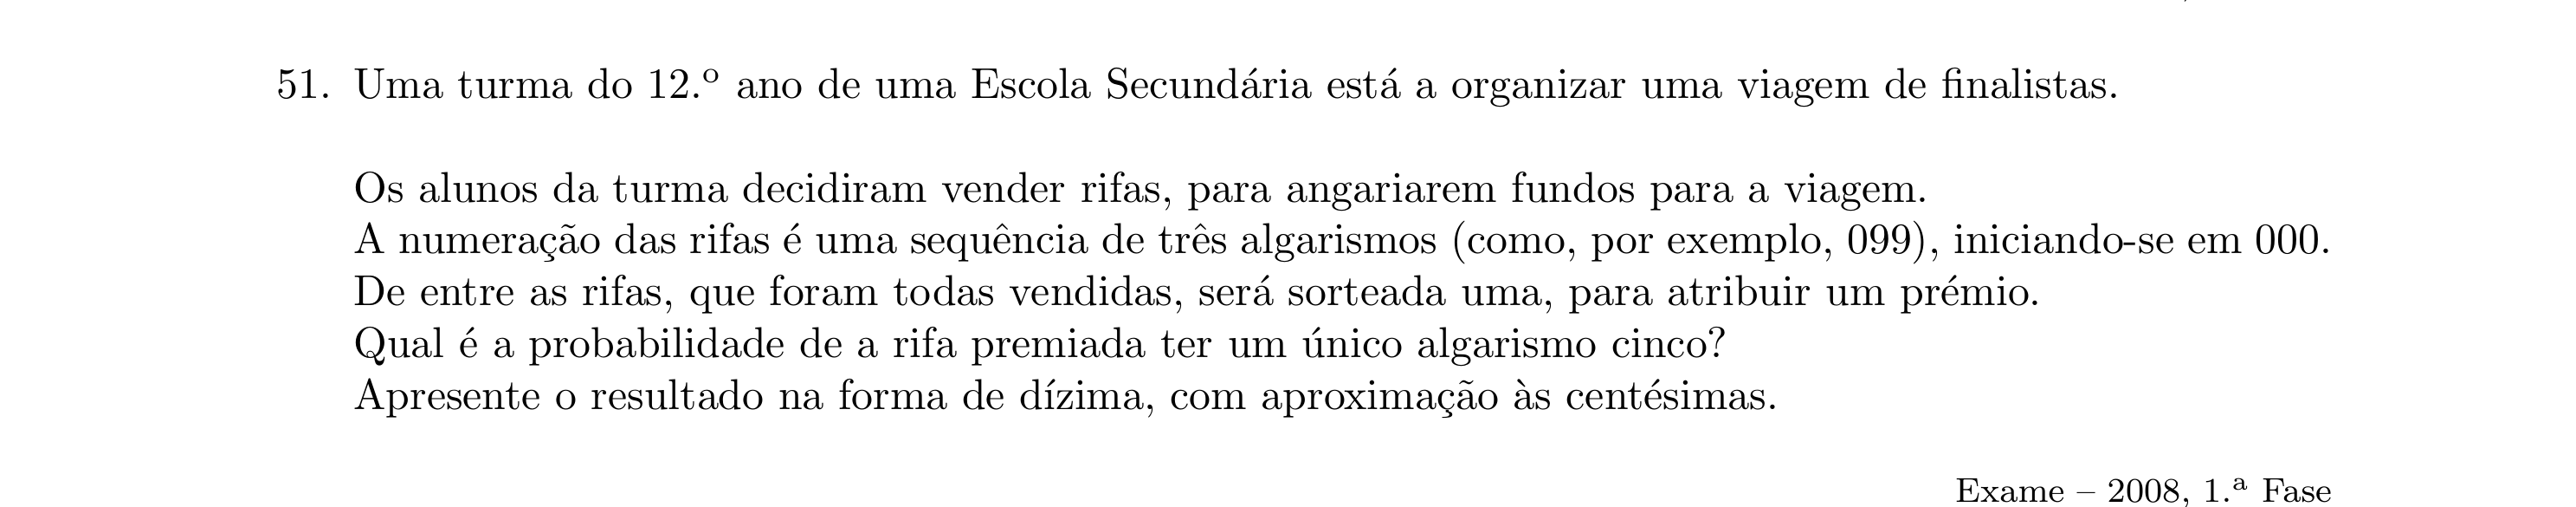 51. Uma turma do 12.º ano de uma Escola Secundária está a organizar uma viagem de finalistas.
Os alunos da turma decidiram vender rifas, para angariarem fundos para a viagem.
A numeração das rifas é uma sequência de três algarismos (como, por exemplo, 099), iniciando-se em 000.
De entre as rifas, que foram todas vendidas, será sorteada uma, para atribuir um prémio.
Qual é a probabilidade de a rifa premiada ter um único algarismo cinco?
Apresente o resultado na forma de dízima, com aproximação às centésimas.
Exame – 2008, 1.ª Fase